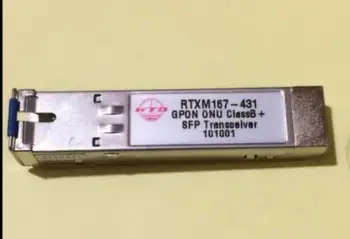 RTXM167-431
GPON ONU ClassB+
SFP Transceiver
101001